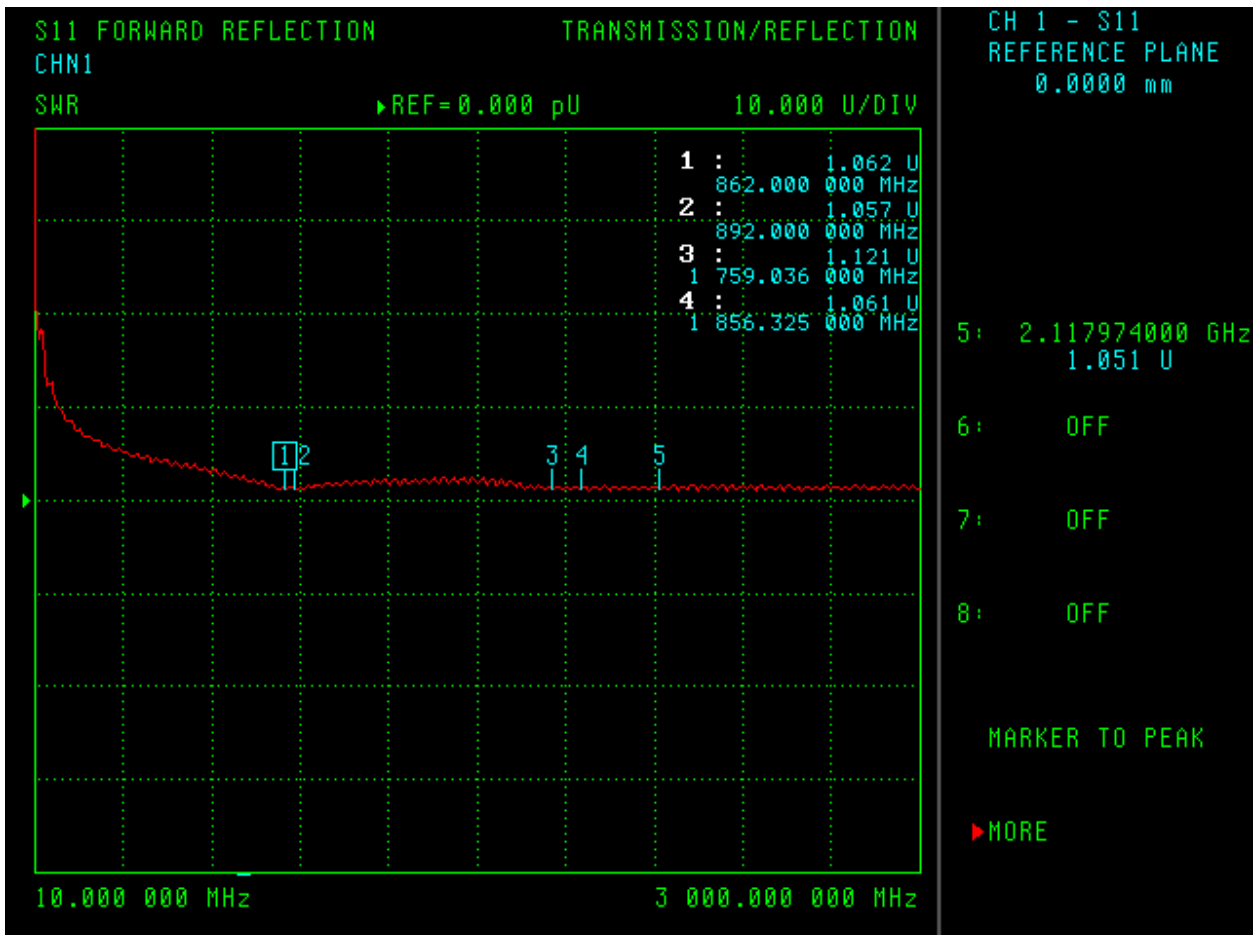 S11 FORWARD REFLECTION TRANSMISSION/REFLECTION
CHN1
SWR ▶REF=0.000 pU 10.000 U/DIV
1 : 1.062 U
862.000 000 MHz
2 : 1.057 U
892.000 000 MHz
3 : 1.121 U
1 759.036 000 MHz
4 : 1.061 U
1 856.325 000 MHz
1 2 3 4 5
10.000 000 MHz 3 000.000 000 MHz
CH 1 - S11
REFERENCE PLANE
0.0000 mm
5: 2.117974000 GHz
1.051 U
6: OFF
7: OFF
8: OFF
MARKER TO PEAK
▶MORE